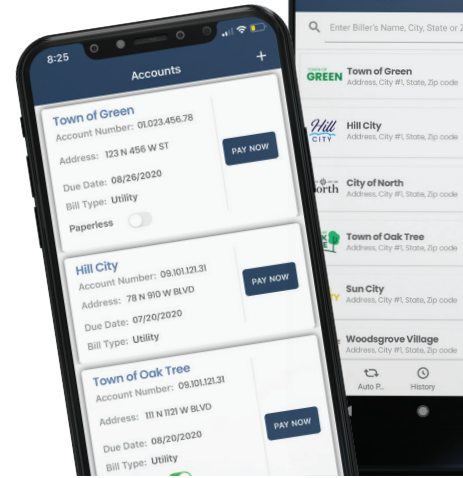 8:25
Accounts
+
Town of Green
Account Number: 01.023.456.78
Address: 123 N 456 W ST
PAY NOW
Due Date: 08/26/2020
Bill Type: Utility
Paperless
Hill City
Account Number: 09.101.121.31
Address: 78 N 910 W BLVD
PAY NOW
Due Date: 07/20/2020
Bill Type: Utility
Town of Oak Tree
Account Number: 09.101.121.31
Address: 111 N 1121 W BLVD
PAY NOW
Due Date: 08/20/2020
Bill Type: Utility
Enter Biller's Name, City, State or
TOWN OF
GREEN
Town of Green
Address, City #1, State, Zip code
Hill
CITY
Hill City
Address, City #1, State, Zip code
orth
City of North
Address, City #1, State, Zip code
Town of Oak Tree
Address, City #1, State, Zip code
Sun City
Address, City #1, State, Zip code
Woodsgrove Village
Address, City #1, State, Zip code
Auto P..
History